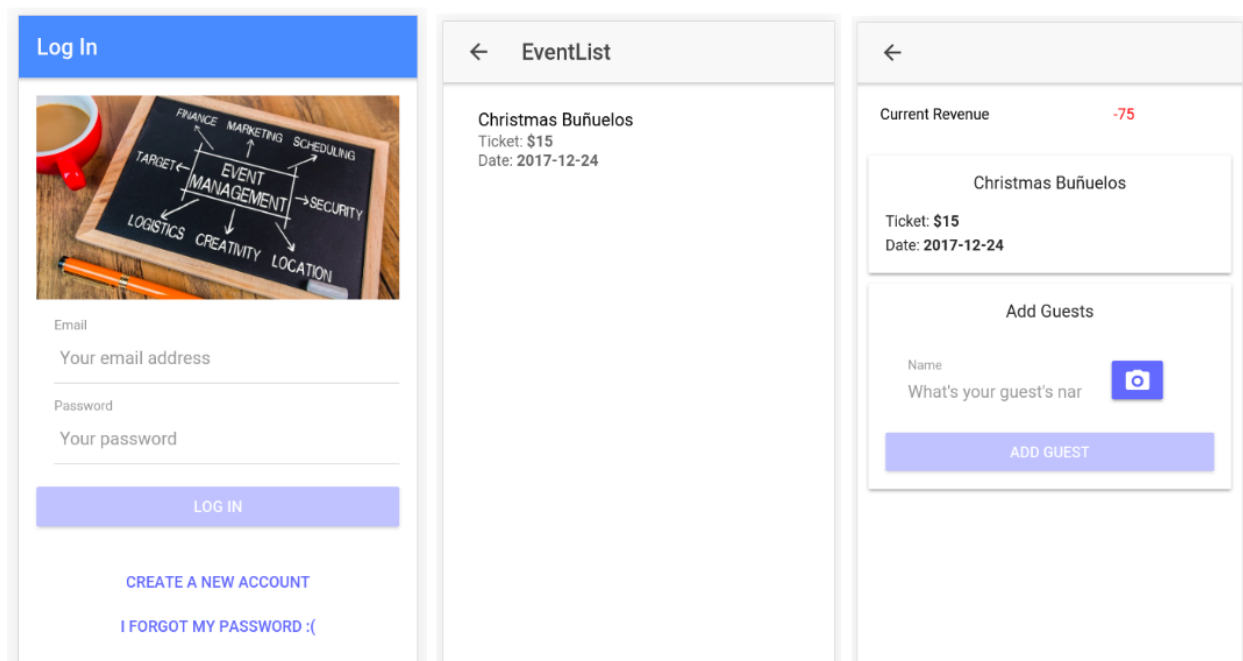 Log In
FINANCE MARKETING SCHEDULING
TARGET
EVENT
MANAGEMENT
SECURITY
LOGISTICS CREATIVITY LOCATION
Email
Your email address
Password
Your password
LOG IN
CREATE A NEW ACCOUNT
I FORGOT MY PASSWORD :(
EventList
Christmas Buñuelos
Ticket: $15
Date: 2017-12-24
Current Revenue -75
Christmas Buñuelos
Ticket: $15
Date: 2017-12-24
Add Guests
Name
What's your guest's nar
ADD GUEST